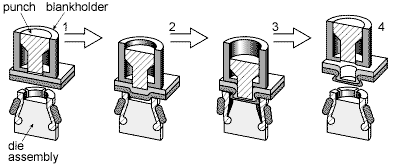 punch blankholder
1 2 3 4
die
assembly